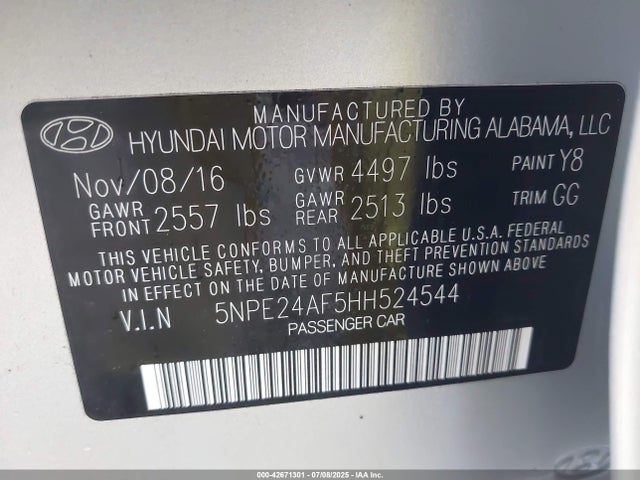 MANUFACTURED BY
HYUNDAI MOTOR MANUFACTURING ALABAMA, LLC
Nov/08/16 GVWR 4497 lbs PAINT Y8
GAWR FRONT 2557 lbs GAWR REAR 2513 lbs TRIM GG
THIS VEHICLE CONFORMS TO ALL APPLICABLE U.S.A. FEDERAL
MOTOR VEHICLE SAFETY, BUMPER, AND THEFT PREVENTION STANDARDS
IN EFFECT ON THE DATE OF MANUFACTURE SHOWN ABOVE
V.I.N 5NPE24AF5HH524544
PASSENGER CAR
000-42671301 - 07/08/2025 - IAA Inc.